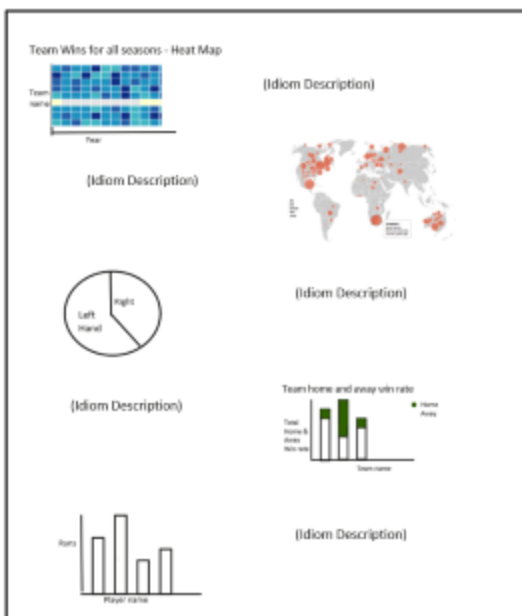 Team Wins for all seasons - Heat Map
Team
name
Year
(Idiom Description)
(Idiom Description)
Left
Hand
Right
(Idiom Description)
(Idiom Description)
Team home and away win rate
Home
Away
Total
Home &
Away
Win rate
Team name
Runs
Player name
(Idiom Description)